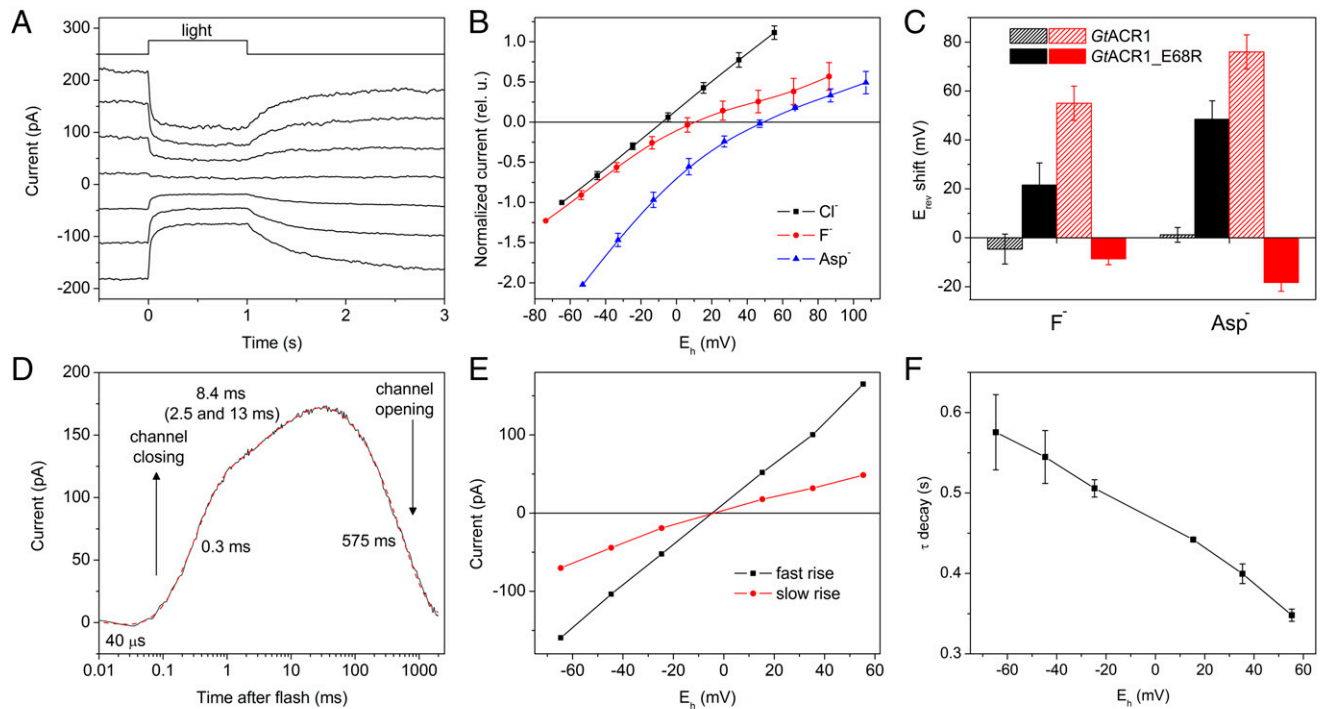 A
light
Current (pA)
250
200
150
100
50
0
-50
-100
-150
-200
0
1
2
3
Time (s)
B
Normalized current (rel. u.)
1.0
0.5
0.0
-0.5
-1.0
-1.5
-2.0
Cl-
F-
Asp-
-80 -60 -40 -20 0 20 40 60 80 100
Eh (mV)
C
GtACR1
GtACR1_E68R
Erev shift (mV)
100
80
60
40
20
0
-20
F-
Asp-
D
Current (pA)
200
150
100
50
0
8.4 ms
(2.5 and 13 ms)
channel
closing
channel
opening
0.3 ms
575 ms
40 µs
0.01 0.1 1 10 100 1000
Time after flash (ms)
E
Current (pA)
100
0
-100
fast rise
slow rise
-60 -40 -20 0 20 40 60
Eh (mV)
F
τ decay (s)
0.6
0.5
0.4
0.3
-60 -40 -20 0 20 40 60
Eh (mV)